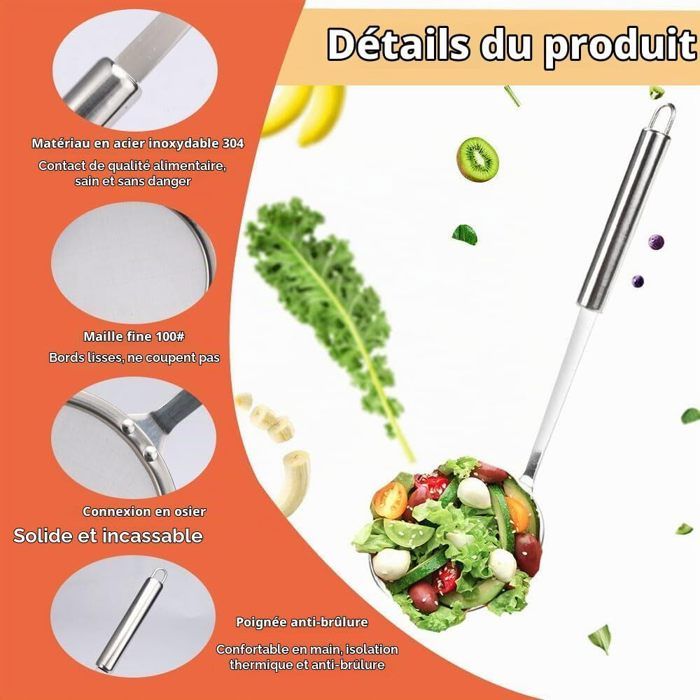 Détails du produit
Matériau en acier inoxydable 304
Contact de qualité alimentaire,
sain et sans danger
Maille fine 100#
Bords lisses, ne coupent pas
Connexion en osier
Solide et incassable
Poignée anti-brûlure
Confortable en main, isolation
thermique et anti-brûlure